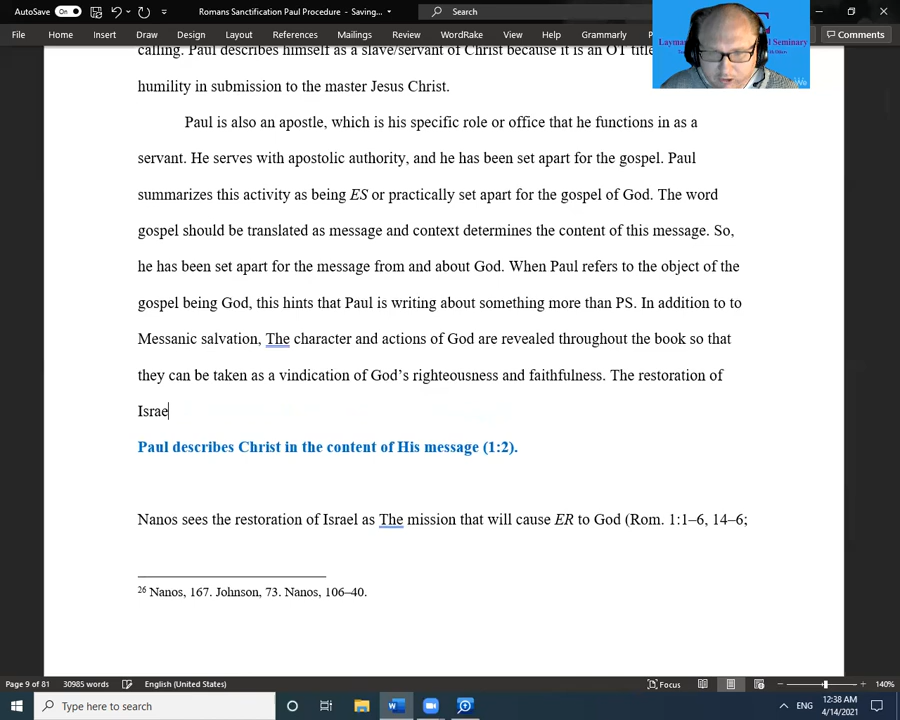 AutoSave On Romans Sanctification Paul Procedure - Saving... Search
File Home Insert Draw Design Layout References Mailings Review View WordRake Help Grammarly Comments
calling. Paul describes himself as a slave/servant of Christ because it is an OT
humility in submission to the master Jesus Christ.
Paul is also an apostle, which is his specific role or office that he functions in as a
servant. He serves with apostolic authority, and he has been set apart for the gospel. Paul
summarizes this activity as being ES or practically set apart for the gospel of God. The word
gospel should be translated as message and context determines the content of this message. So,
he has been set apart for the message from and about God. When Paul refers to the object of the
gospel being God, this hints that Paul is writing about something more than PS. In addition to to
Messanic salvation, The character and actions of God are revealed throughout the book so that
they can be taken as a vindication of God's righteousness and faithfulness. The restoration of
Israe
Paul describes Christ in the content of His message (1:2).
Nanos sees the restoration of Israel as The mission that will cause ER to God (Rom. 1:1–6, 14–6;
26 Nanos, 167. Johnson, 73. Nanos, 106–40.
Page 9 of 81 30985 words English (United States) Focus 140%
Type here to search ENG 12:38 AM
4/14/2021